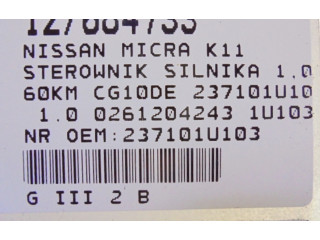 127684733
NISSAN MICRA K11
STEROWNIK SILNIKA 1.0
60KM CG10DE 237101U10
1.0 0261204243 1U103
NR OEM:237101U103
G III 2 B